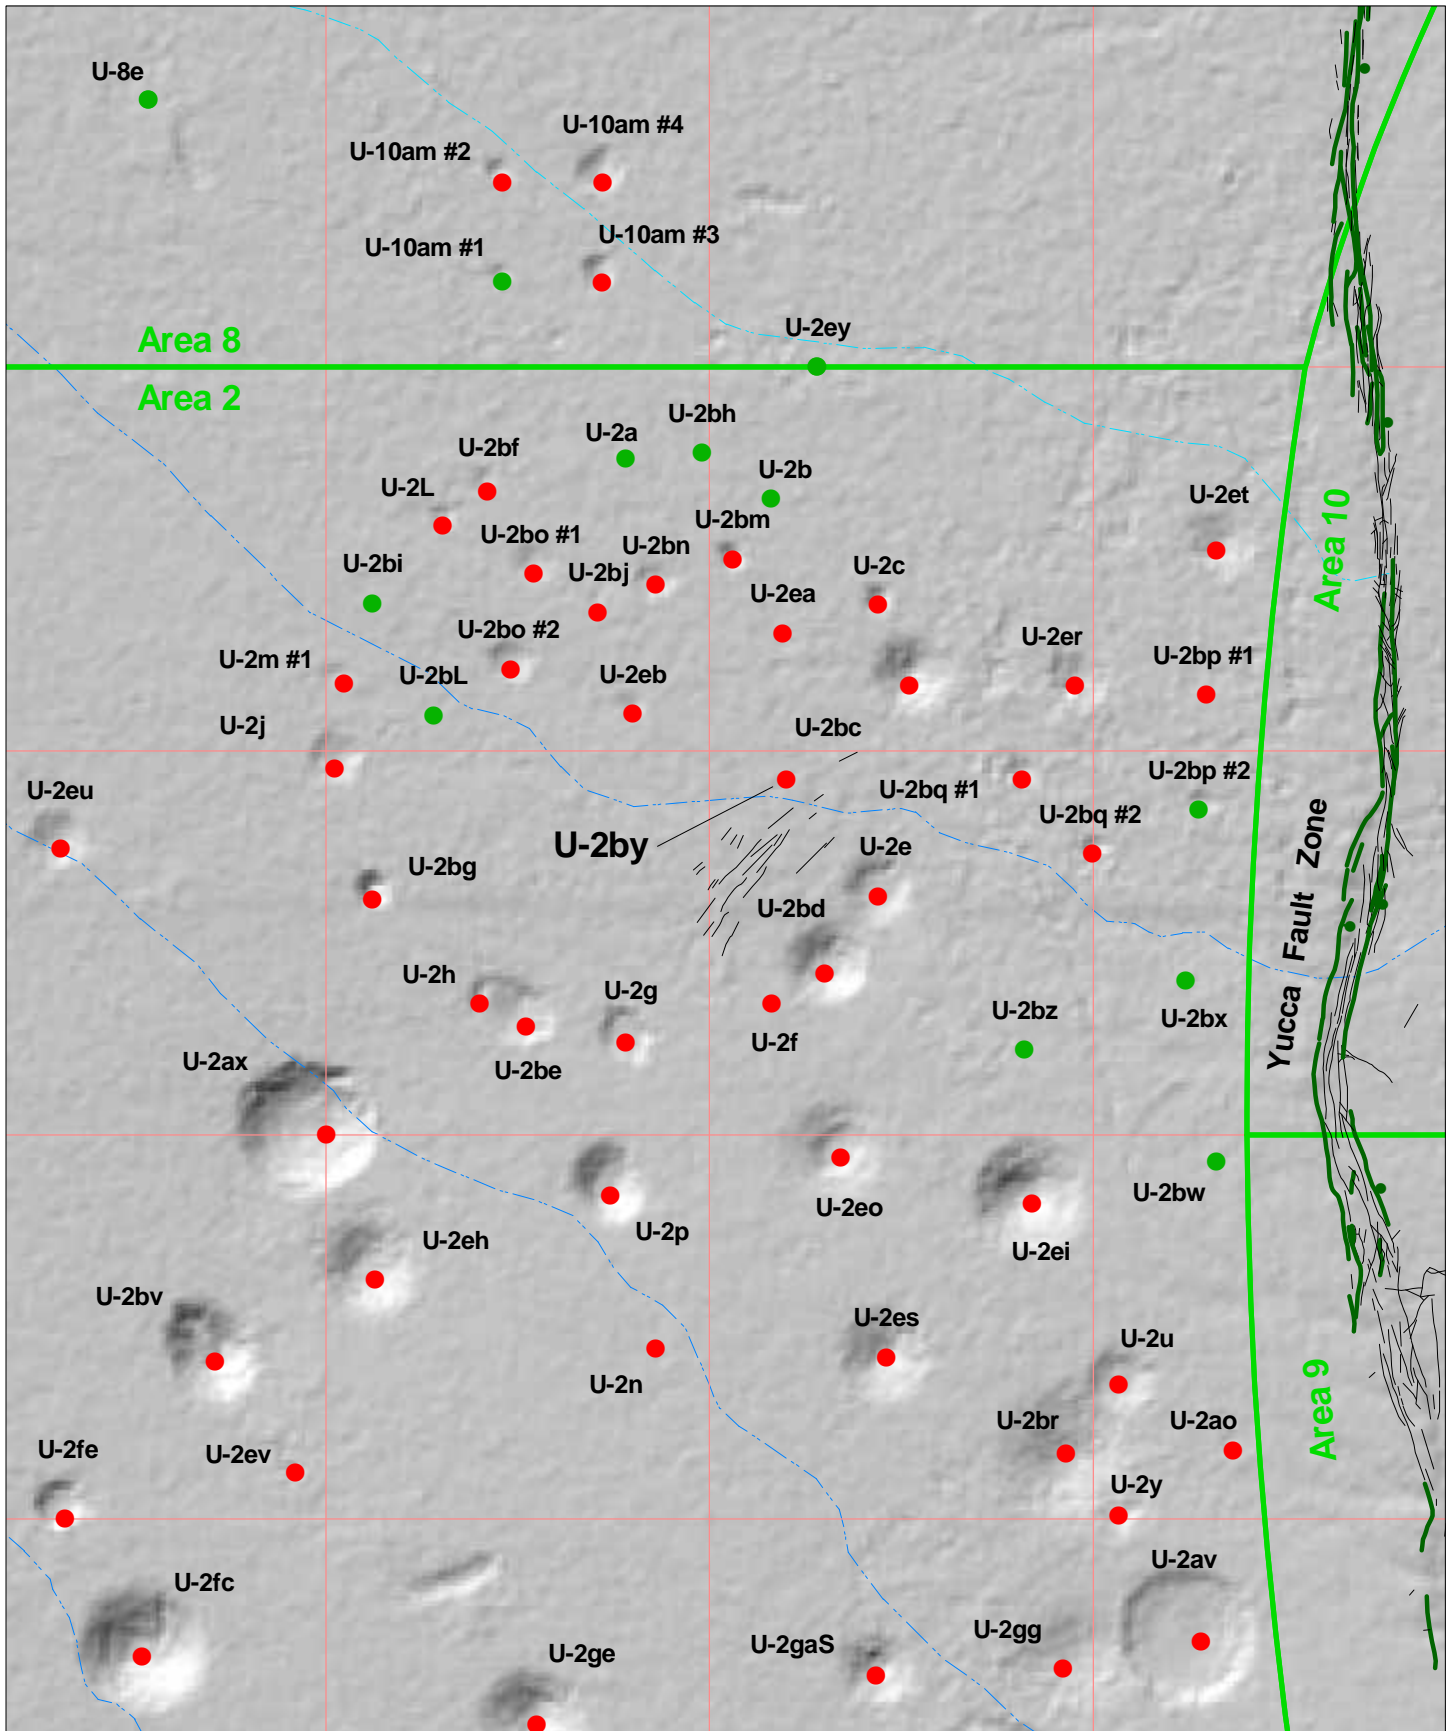 U-8e
U-10am #4
U-10am #2
U-10am #3
U-10am #1
U-2ey
Area 8
Area 2
U-2bh
U-2a
U-2bf
U-2b
U-2L
U-2et
U-2bm
U-2bo #1
U-2bn
Area 10
U-2bi
U-2bj
U-2c
U-2ea
U-2bo #2
U-2er
U-2bp #1
U-2m #1
U-2bL
U-2eb
U-2j
U-2bc
U-2bp #2
U-2eu
U-2bq #1
U-2bq #2
U-2by
U-2e
Yucca Fault Zone
U-2bg
U-2bd
U-2h
U-2g
U-2f
U-2bz
U-2bx
U-2ax
U-2be
U-2bw
U-2eo
U-2p
U-2eh
U-2ei
U-2bv
U-2es
U-2u
U-2n
Area 9
U-2br
U-2ao
U-2fe
U-2ev
U-2y
U-2av
U-2fc
U-2gg
U-2gaS
U-2ge